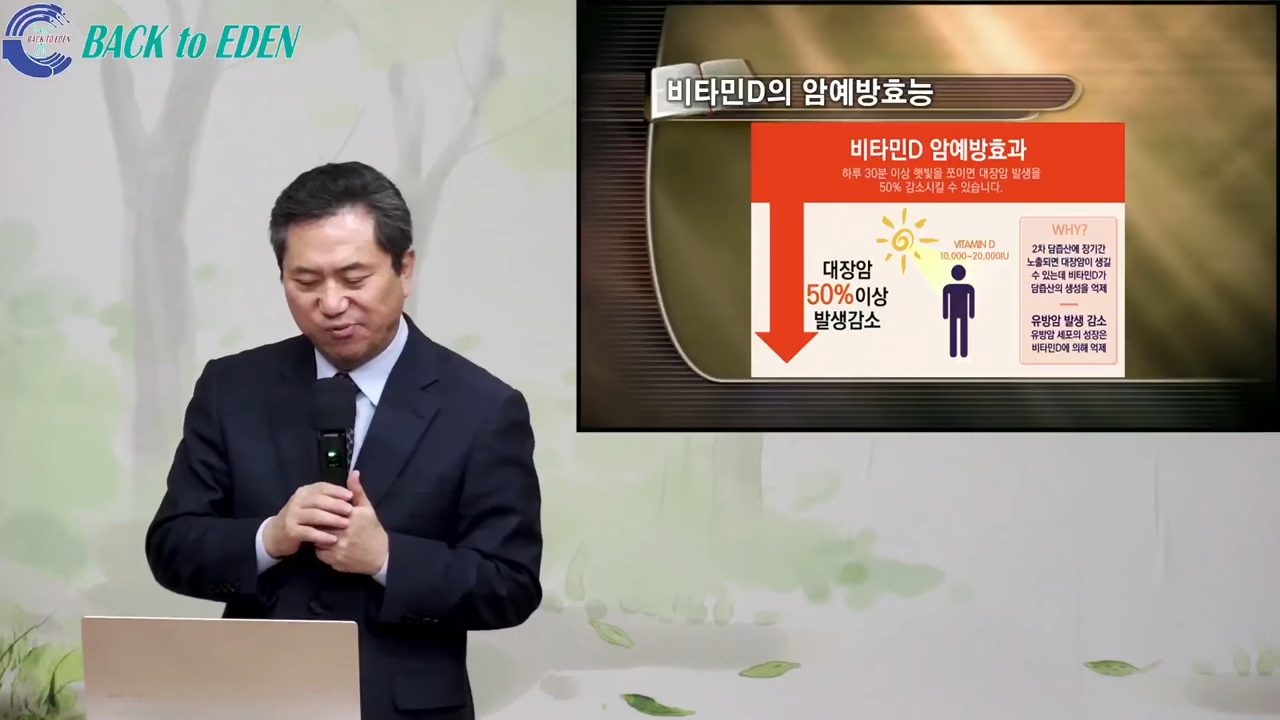 BACK TO EDEN
BACK to EDEN
비타민D의 암예방효능
비타민D 암예방효과
하루 30분 이상 햇빛을 쪼이면 대장암 발생을
50% 감소시킬 수 있습니다.
대장암
50%이상
발생감소
VITAMIN D
10,000~20,000IU
WHY?
2차 담즙산에 장기간
노출되면 대장암이 생길
수 있는데 비타민D가
담즙산의 생성을 억제
유방암 발생 감소
유방암 세포의 성장은
비타민D에 의해 억제